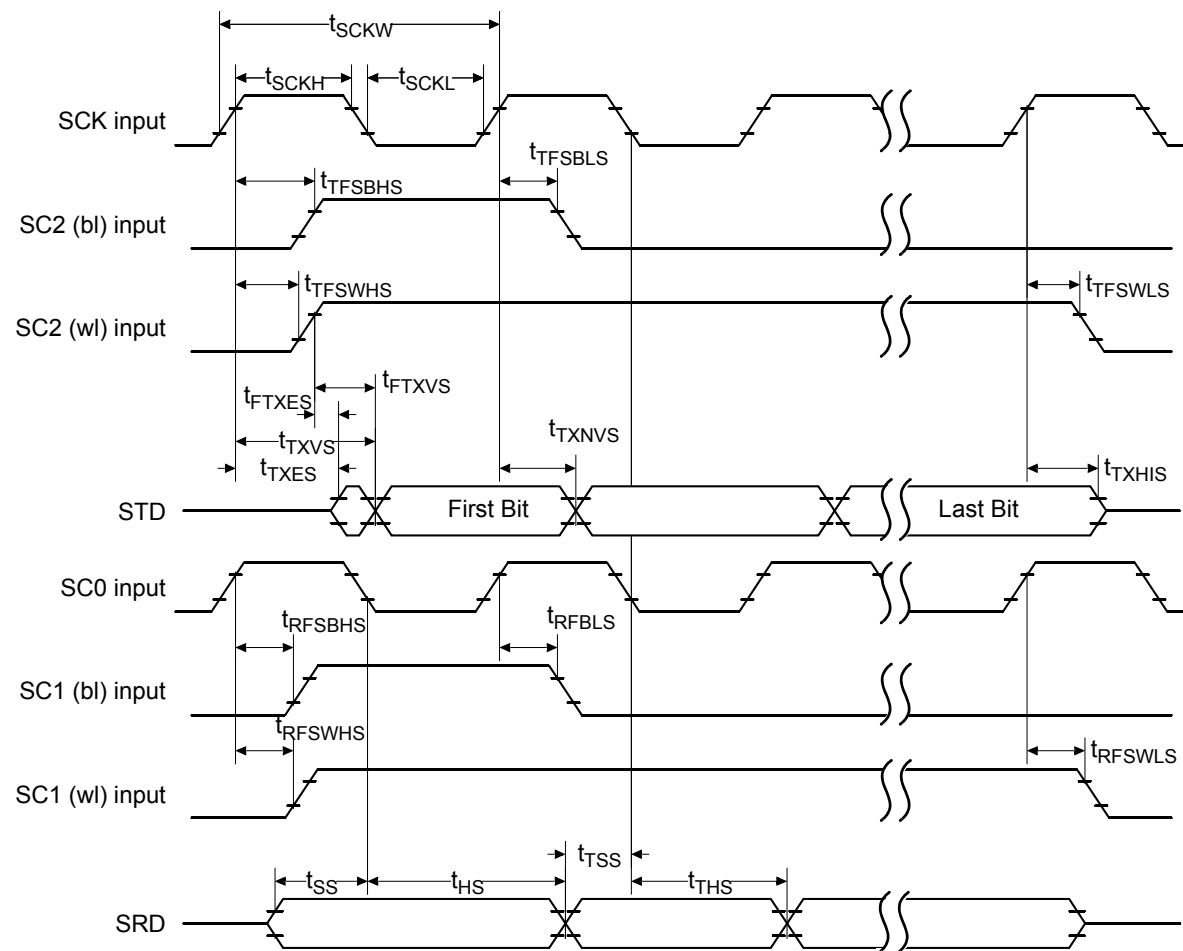 tSCKW
tSCKH
tSCKL
SCK input
tTFSBLS
tTFSBHS
SC2 (bl) input
tTFSWHS
tTFSWLS
SC2 (wl) input
tFTXVS
tFTXES
tTXNVS
tTXVS
tTXES
tTXHIS
STD
First Bit
Last Bit
SC0 input
tRFSBHS
tRFBLS
SC1 (bl) input
tRFSWHS
tRFSWLS
SC1 (wl) input
tTSS
tSS
tHS
tTHS
SRD